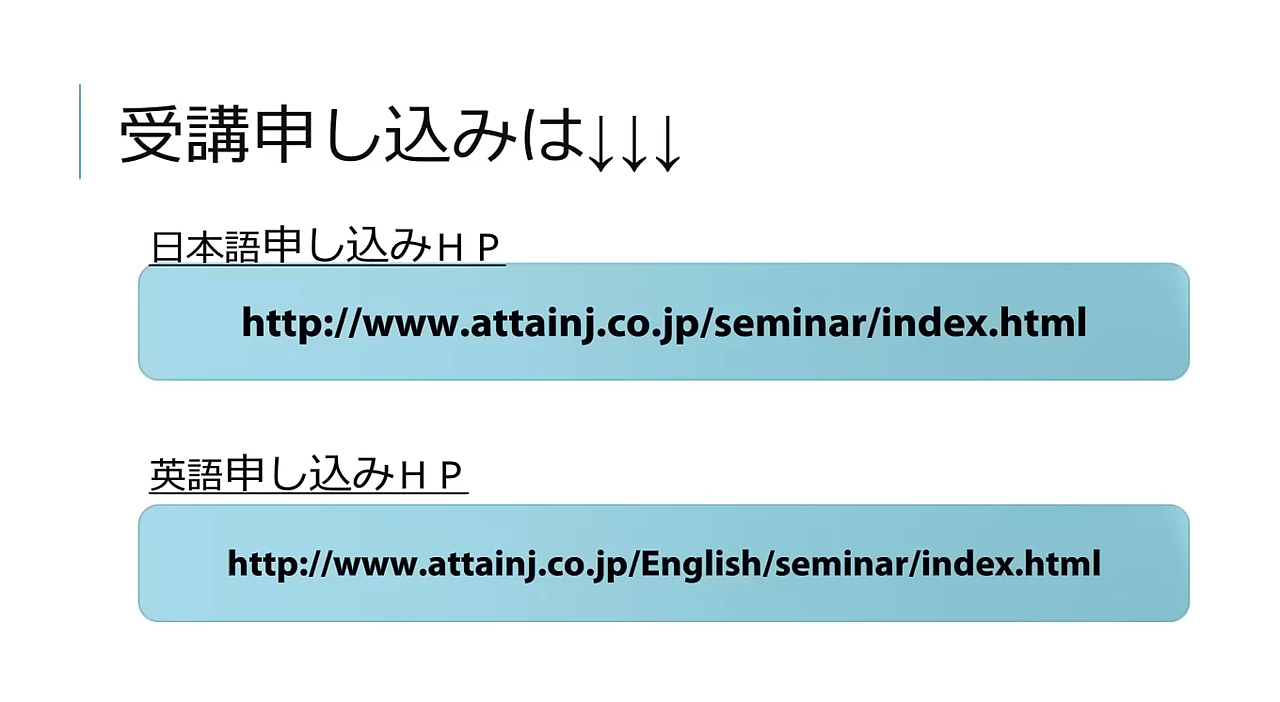 受講申し込みは↓↓↓
日本語申し込みＨＰ
http://www.attainj.co.jp/seminar/index.html
英語申し込みＨＰ
http://www.attainj.co.jp/English/seminar/index.html